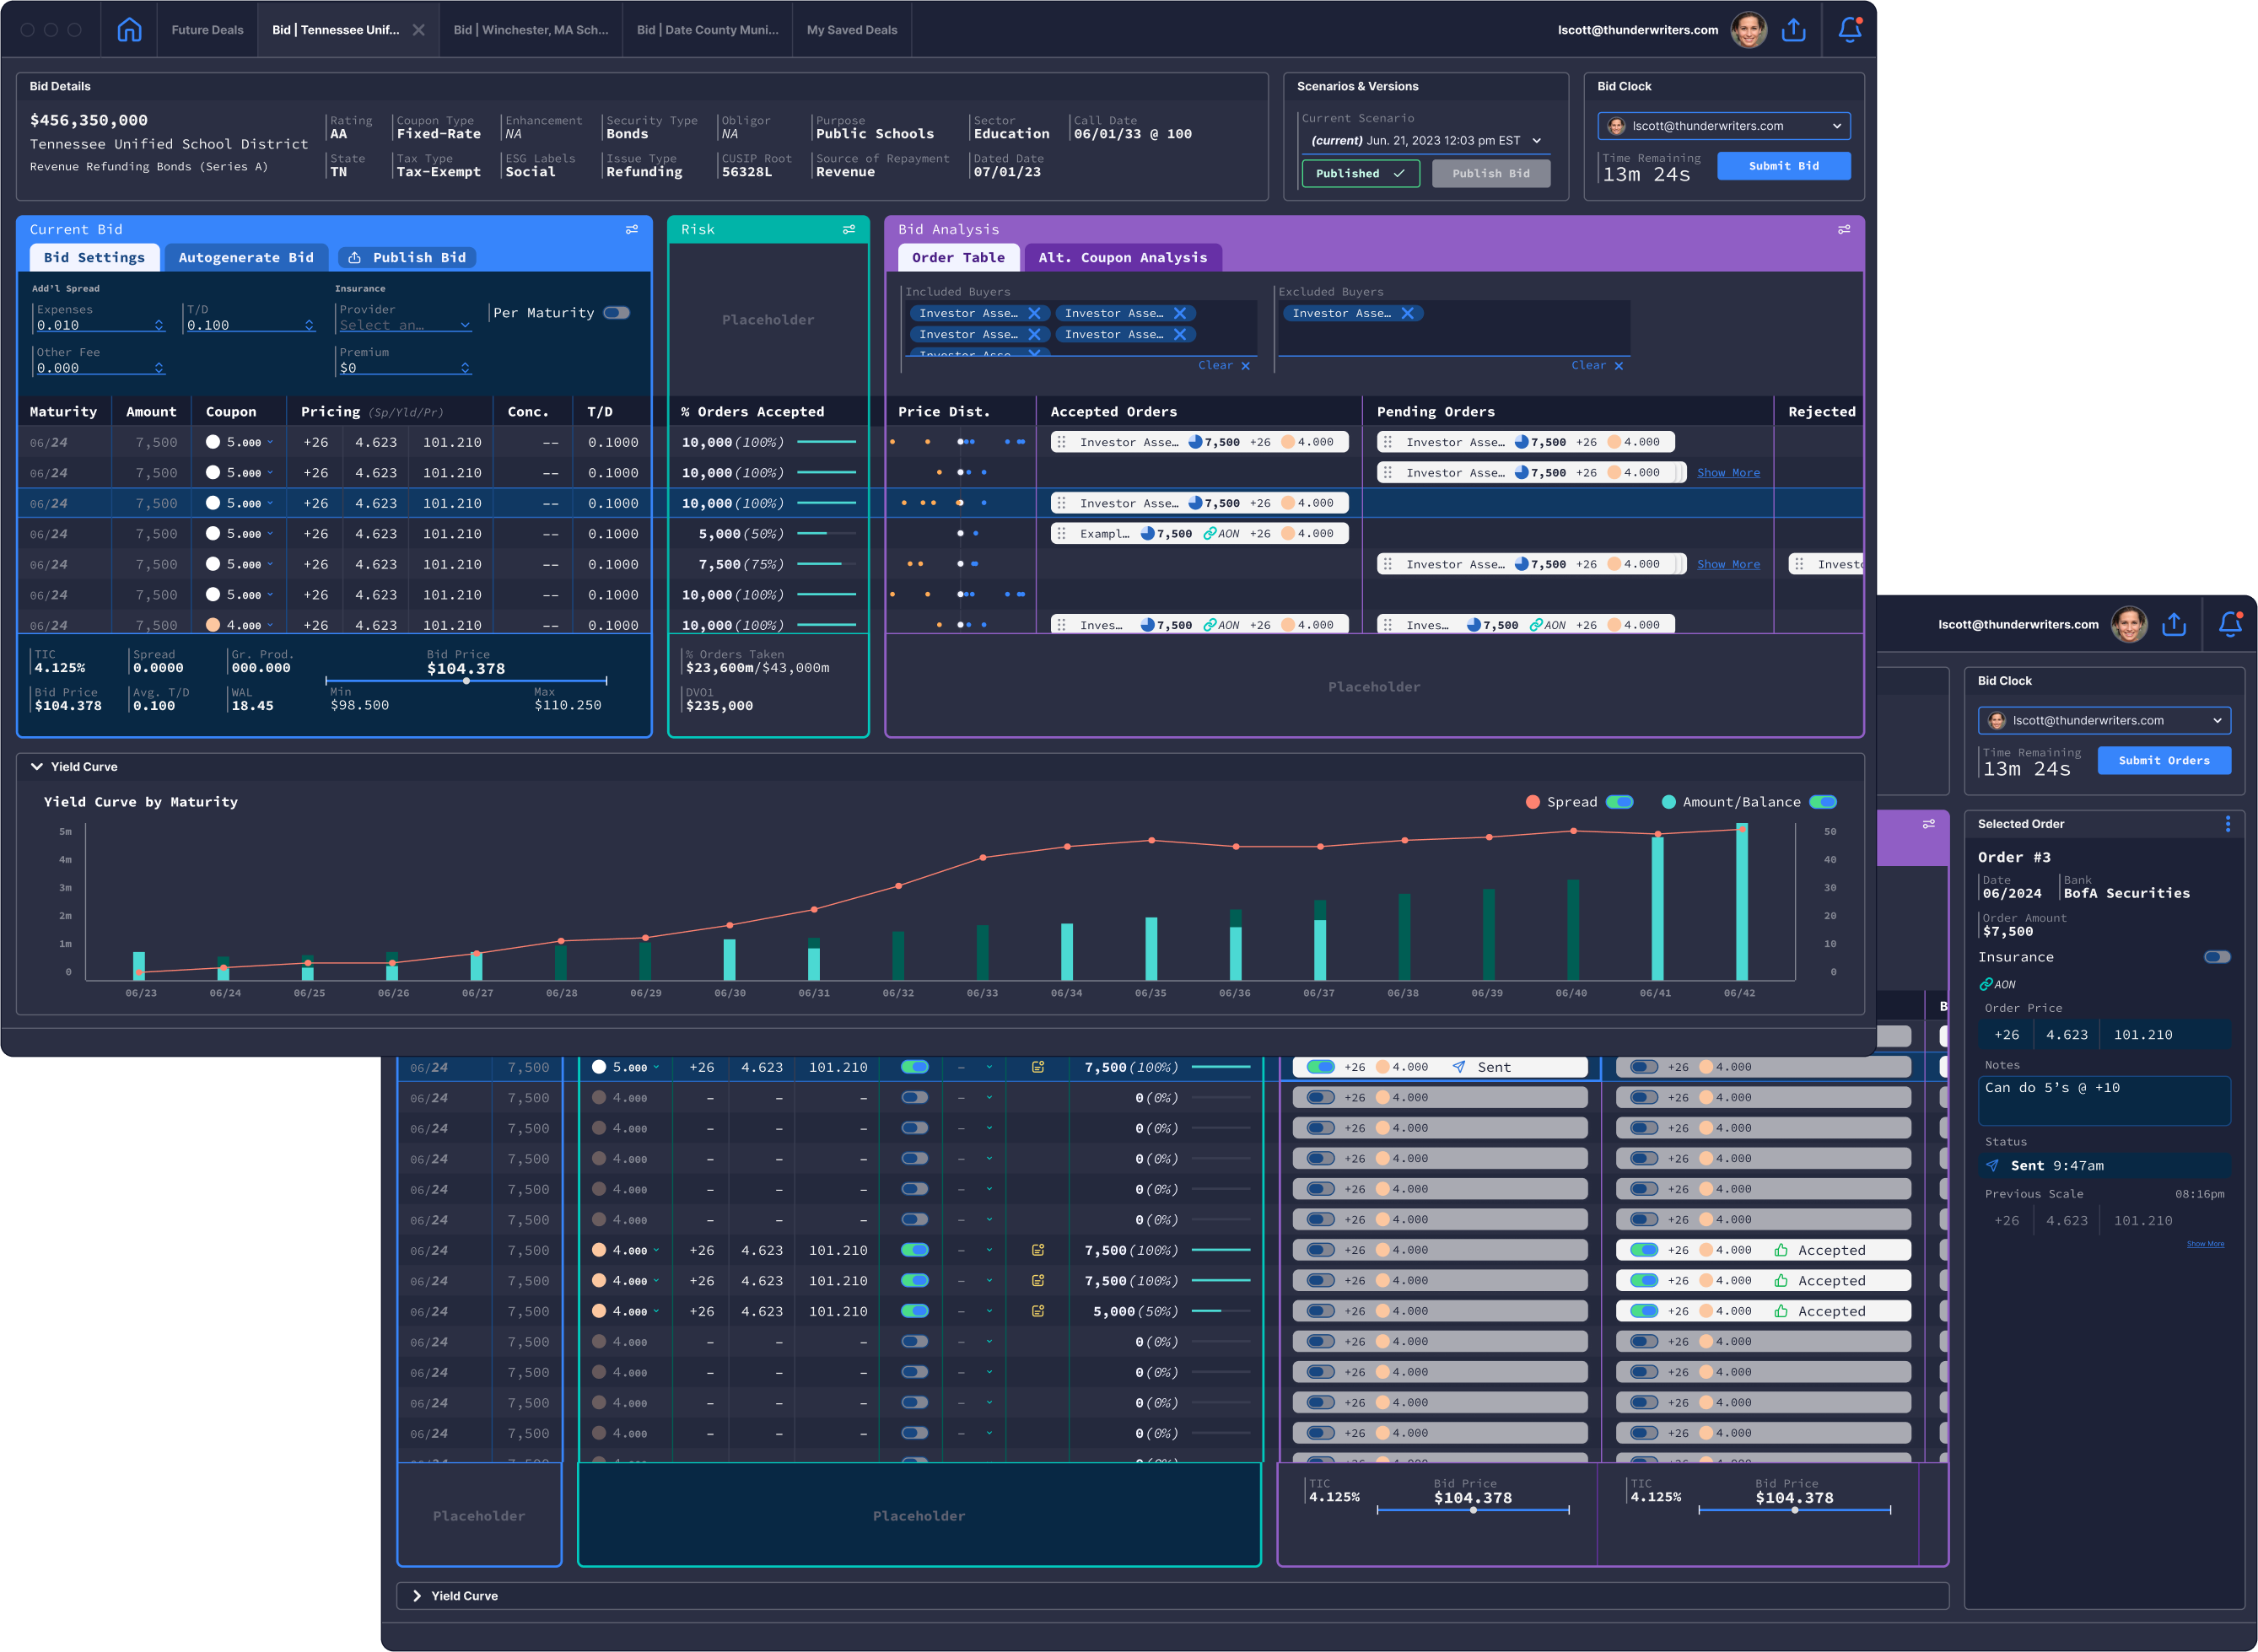 Future Deals
Bid | Tennessee Unif...
Bid | Winchester, MA Sch...
Bid | Date County Muni...
My Saved Deals
lscott@thunderwriters.com
Bid Details
$456,350,000
Tennessee Unified School District
Revenue Refunding Bonds (Series A)
Rating Coupon Type Enhancement Security Type Obligor Purpose Sector Call Date
AA Fixed-Rate NA Bonds NA Public Schools Education 06/01/33 @ 100
State Tax Type ESG Labels Issue Type CUSIP Root Source of Repayment Dated Date
TN Tax-Exempt Social Refunding 56328L Revenue 07/01/23
Scenarios & Versions
Current Scenario
(current) Jun. 21, 2023 12:03 pm EST
Published Publish Bid
Bid Clock
lscott@thunderwriters.com
Time Remaining
13m 24s Submit Bid
Current Bid
Bid Settings Autogenerate Bid Publish Bid
Add'l Spread Insurance
Expenses T/D Provider
0.010 0.100 Select an... Per Maturity
Other Fee Premium
0.000 $0
Risk
Placeholder
Bid Analysis
Order Table Alt. Coupon Analysis
Included Buyers Excluded Buyers
Investor Asse... Investor Asse... Investor Asse...
Investor Asse... Investor Asse...
Investor Asse...
Clear Clear
Maturity Amount Coupon Pricing (Sp/Yld/Pr) Conc. T/D % Orders Accepted Price Dist. Accepted Orders Pending Orders Rejected
06/24 7,500 5.000 +26 4.623 101.210 -- 0.1000 10,000(100%) Investor Asse... 7,500 +26 4.000 Investor Asse... 7,500 +26 4.000
06/24 7,500 5.000 +26 4.623 101.210 -- 0.1000 10,000(100%) Investor Asse... 7,500 +26 4.000 Show More
06/24 7,500 5.000 +26 4.623 101.210 -- 0.1000 10,000(100%) Investor Asse... 7,500 +26 4.000
06/24 7,500 5.000 +26 4.623 101.210 -- 0.1000 5,000(50%) Exampl... 7,500 AON +26 4.000
06/24 7,500 5.000 +26 4.623 101.210 -- 0.1000 7,500(75%) Investor Asse... 7,500 +26 4.000 Show More Invest
06/24 7,500 5.000 +26 4.623 101.210 -- 0.1000 10,000(100%)
06/24 7,500 4.000 +26 4.623 101.210 -- 0.1000 10,000(100%) Inves... 7,500 AON +26 4.000 Inves... 7,500 AON +26 4.000
TIC Spread Gr. Prod. Bid Price
4.125% 0.0000 000.000 $104.378
Bid Price Avg. T/D WAL Min Max
$104.378 0.100 18.45 $98.500 $110.250
% Orders Taken
$23,600m/$43,000m
DVO1
$235,000
Placeholder
Yield Curve
Yield Curve by Maturity
Spread Amount/Balance
5m 50
4m 40
3m 30
2m 20
1m 10
0 0
06/23 06/24 06/25 06/26 06/27 06/28 06/29 06/30 06/31 06/32 06/33 06/34 06/35 06/36 06/37 06/38 06/39 06/40 06/41 06/42
lscott@thunderwriters.com
Bid Clock
lscott@thunderwriters.com
Time Remaining
13m 24s Submit Orders
Selected Order
Order #3
Date Bank
06/2024 BofA Securities
Order Amount
$7,500
Insurance
AON
Order Price
+26 4.623 101.210
Notes
Can do 5's @ +10
Status
Sent 9:47am
Previous Scale 08:16pm
+26 4.623 101.210
Show More
B
06/24 7,500 5.000 +26 4.623 101.210 – 7,500(100%) +26 4.000 Sent +26 4.000
06/24 7,500 4.000 – – – – 0(0%) +26 4.000 +26 4.000
06/24 7,500 4.000 – – – – 0(0%) +26 4.000 +26 4.000
06/24 7,500 4.000 – – – – 0(0%) +26 4.000 +26 4.000
06/24 7,500 4.000 – – – – 0(0%) +26 4.000 +26 4.000
06/24 7,500 4.000 – – – – 0(0%) +26 4.000 +26 4.000
06/24 7,500 4.000 +26 4.623 101.210 – 7,500(100%) +26 4.000 +26 4.000 Accepted
06/24 7,500 4.000 +26 4.623 101.210 – 7,500(100%) +26 4.000 +26 4.000 Accepted
06/24 7,500 4.000 +26 4.623 101.210 – 5,000(50%) +26 4.000 +26 4.000 Accepted
06/24 7,500 4.000 – – – – 0(0%) +26 4.000 +26 4.000
06/24 7,500 4.000 – – – – 0(0%) +26 4.000 +26 4.000
06/24 7,500 4.000 – – – – 0(0%) +26 4.000 +26 4.000
06/24 7,500 4.000 – – – – 0(0%) +26 4.000 +26 4.000
Placeholder
Placeholder
TIC Bid Price TIC Bid Price
4.125% $104.378 4.125% $104.378
Yield Curve